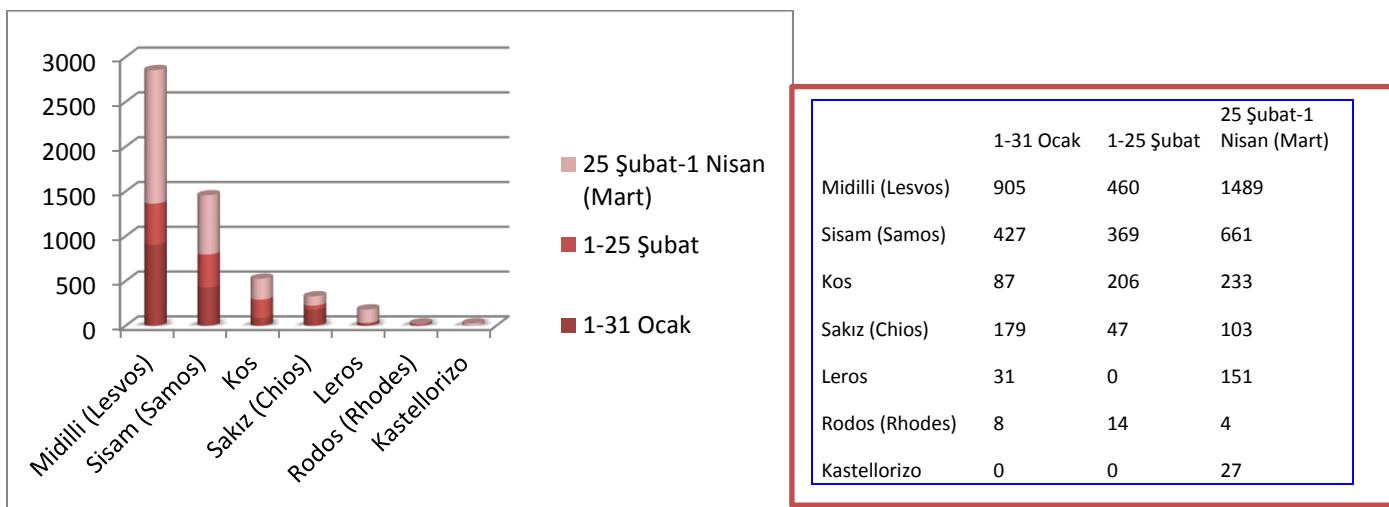 3000
2500
2000
1500
1000
500
0
Midilli (Lesvos)
Sisam (Samos)
Kos
Sakız (Chios)
Leros
Rodos (Rhodes)
Kastellorizo
25 Şubat-1 Nisan
(Mart)
1-25 Şubat
1-31 Ocak
1-31 Ocak 1-25 Şubat 25 Şubat-1
Nisan (Mart)
Midilli (Lesvos) 905 460 1489
Sisam (Samos) 427 369 661
Kos 87 206 233
Sakız (Chios) 179 47 103
Leros 31 0 151
Rodos (Rhodes) 8 14 4
Kastellorizo 0 0 27